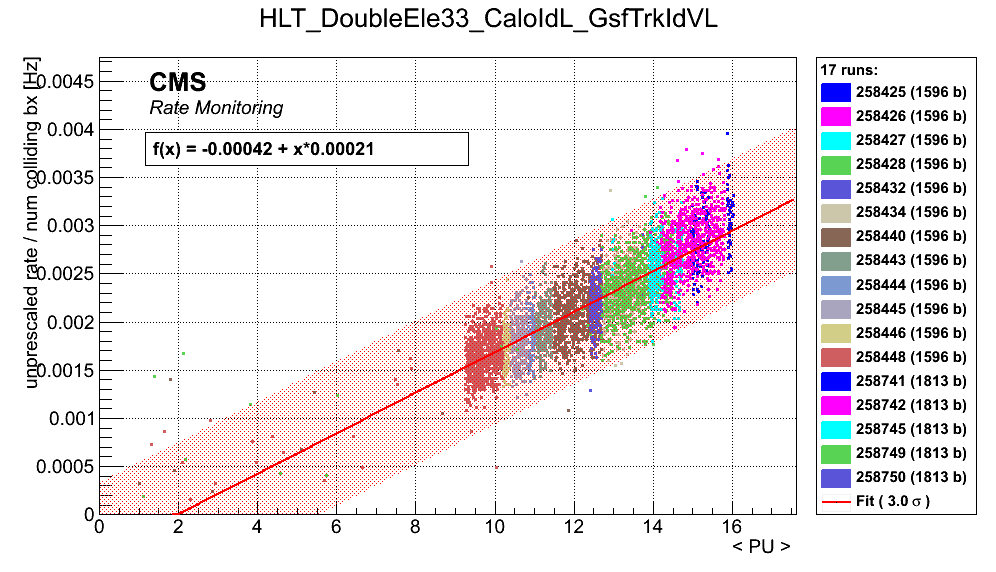 HLT_DoubleEle33_CaloIdL_GsfTrkIdVL
unprescaled rate / num colliding bx [Hz]
CMS
Rate Monitoring
f(x) = -0.00042 + x*0.00021
0.0045
0.004
0.0035
0.003
0.0025
0.002
0.0015
0.001
0.0005
0
0 2 4 6 8 10 12 14 16
< PU >
17 runs:
258425 (1596 b)
258426 (1596 b)
258427 (1596 b)
258428 (1596 b)
258432 (1596 b)
258434 (1596 b)
258440 (1596 b)
258443 (1596 b)
258444 (1596 b)
258445 (1596 b)
258446 (1596 b)
258448 (1596 b)
258741 (1813 b)
258742 (1813 b)
258745 (1813 b)
258749 (1813 b)
258750 (1813 b)
Fit ( 3.0 σ )